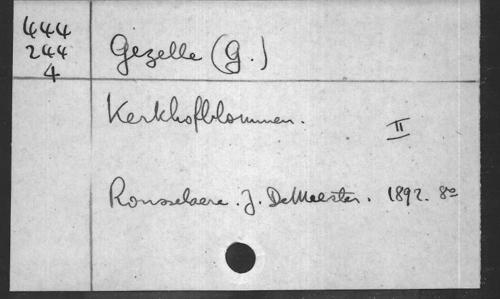 444
244
4
Gezelle (G.)
Kerkhofblommen.
II
Rousselaere. J. DeMeester. 1892. 8º